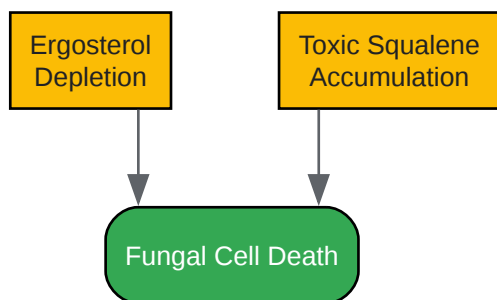 Ergosterol
Depletion
Toxic Squalene
Accumulation
Fungal Cell Death